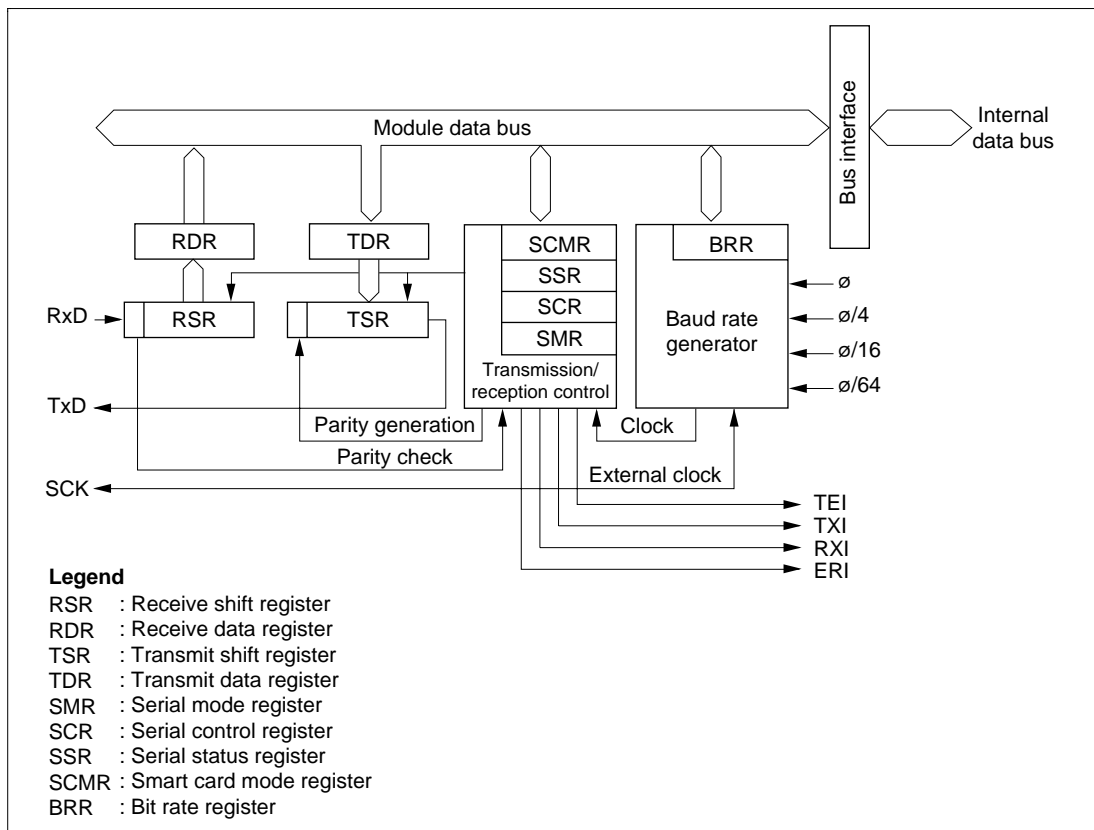 Module data bus
Bus interface
Internal
data bus
RDR
TDR
SCMR
BRR
SSR
ø
RxD
RSR
TSR
SCR
Baud rate
generator
ø/4
SMR
ø/16
Transmission/
reception control
ø/64
TxD
Parity generation
Clock
Parity check
External clock
SCK
TEI
TXI
RXI
ERI
Legend
RSR : Receive shift register
RDR : Receive data register
TSR : Transmit shift register
TDR : Transmit data register
SMR : Serial mode register
SCR : Serial control register
SSR : Serial status register
SCMR : Smart card mode register
BRR : Bit rate register